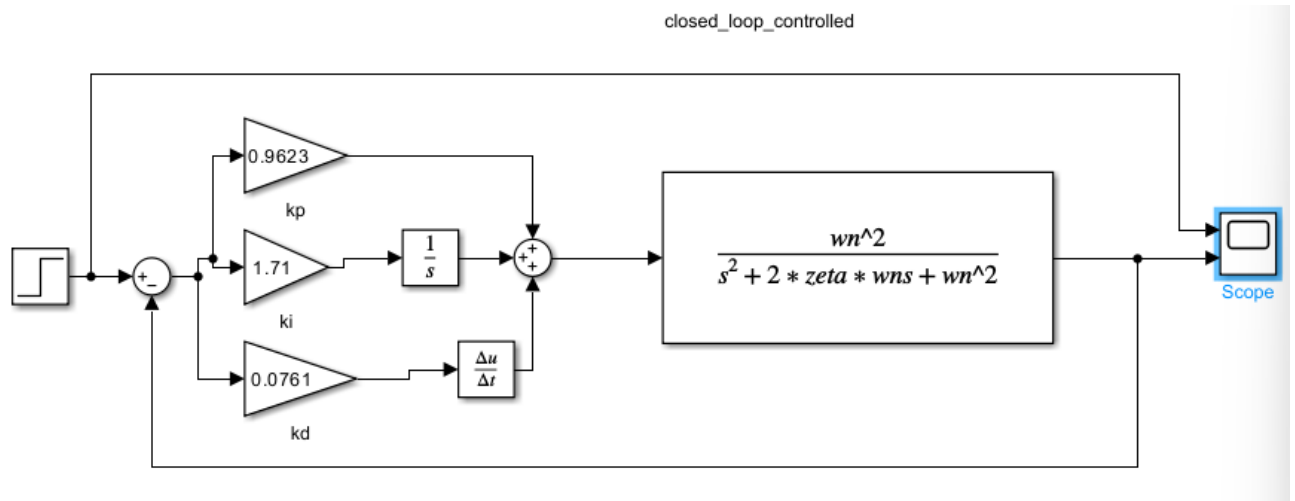 closed_loop_controlled
0.9623
kp
1.71
ki
1
s
0.0761
kd
Δu
Δt
+
−
+
+
+
wn^2
s² + 2 * zeta * wns + wn^2
Scope